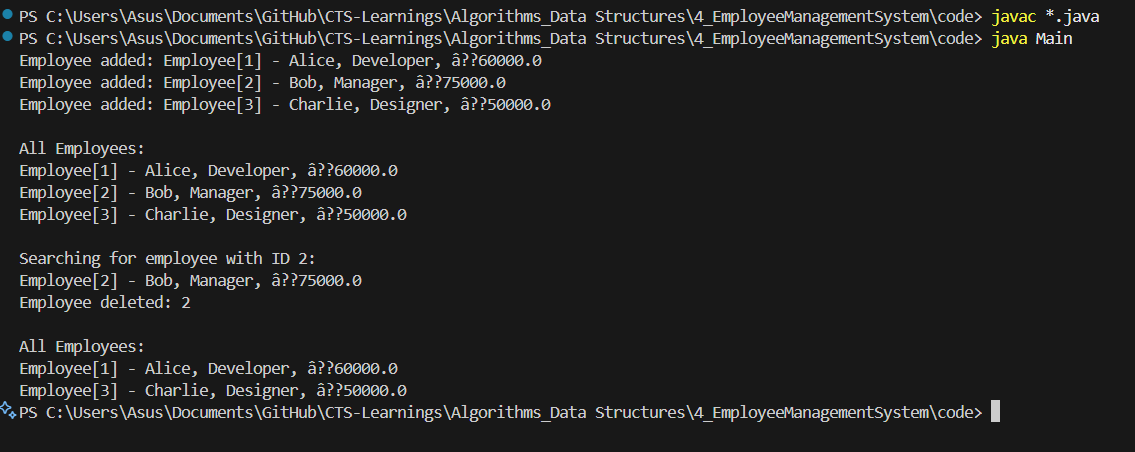 PS C:\Users\Asus\Documents\GitHub\CTS-Learnings\Algorithms_Data Structures\4_EmployeeManagementSystem\code> javac *.java
PS C:\Users\Asus\Documents\GitHub\CTS-Learnings\Algorithms_Data Structures\4_EmployeeManagementSystem\code> java Main
Employee added: Employee[1] - Alice, Developer, â??60000.0
Employee added: Employee[2] - Bob, Manager, â??75000.0
Employee added: Employee[3] - Charlie, Designer, â??50000.0
All Employees:
Employee[1] - Alice, Developer, â??60000.0
Employee[2] - Bob, Manager, â??75000.0
Employee[3] - Charlie, Designer, â??50000.0
Searching for employee with ID 2:
Employee[2] - Bob, Manager, â??75000.0
Employee deleted: 2
All Employees:
Employee[1] - Alice, Developer, â??60000.0
Employee[3] - Charlie, Designer, â??50000.0
PS C:\Users\Asus\Documents\GitHub\CTS-Learnings\Algorithms_Data Structures\4_EmployeeManagementSystem\code>